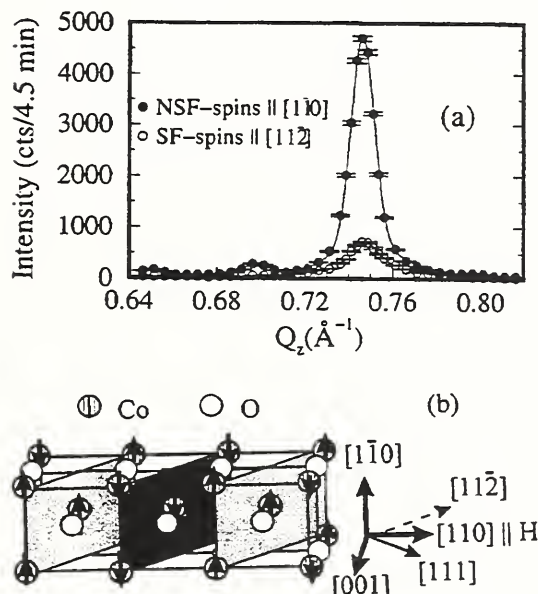 5000
4000
3000
2000
1000
0
Intensity (cts/4.5 min)
● NSF-spins || [11̄0]
○ SF-spins || [112̄]
(a)
0.64 0.68 0.72 0.76 0.80
Q_z(Å⁻¹)
Co O (b)
[11̄0]
[112̄]
[110] || H
[111]
[001]